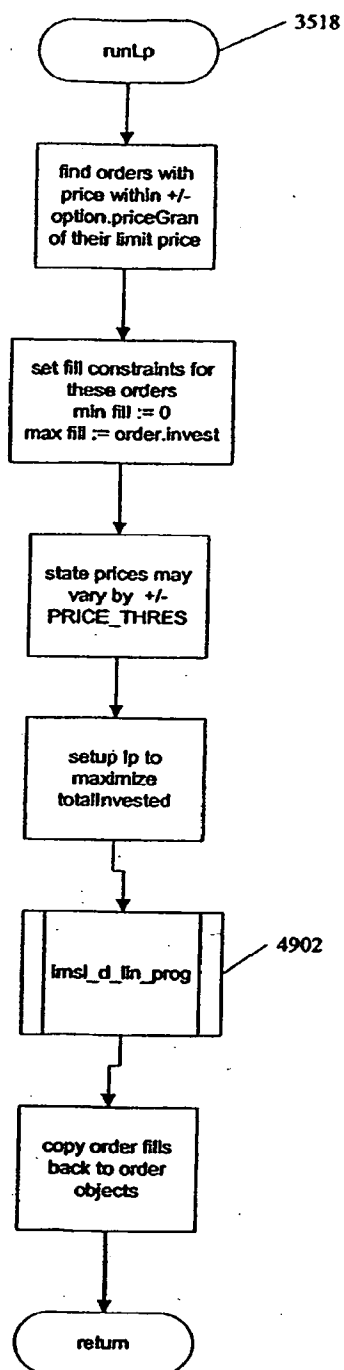 runLp
3518
find orders with
price within +/-
option.priceGran
of their limit price
set fill constraints for
these orders
min fill := 0
max fill := order.invest
state prices may
vary by +/-
PRICE_THRES
setup lp to
maximize
totalInvested
imsl_d_lin_prog
4902
copy order fills
back to order
objects
return